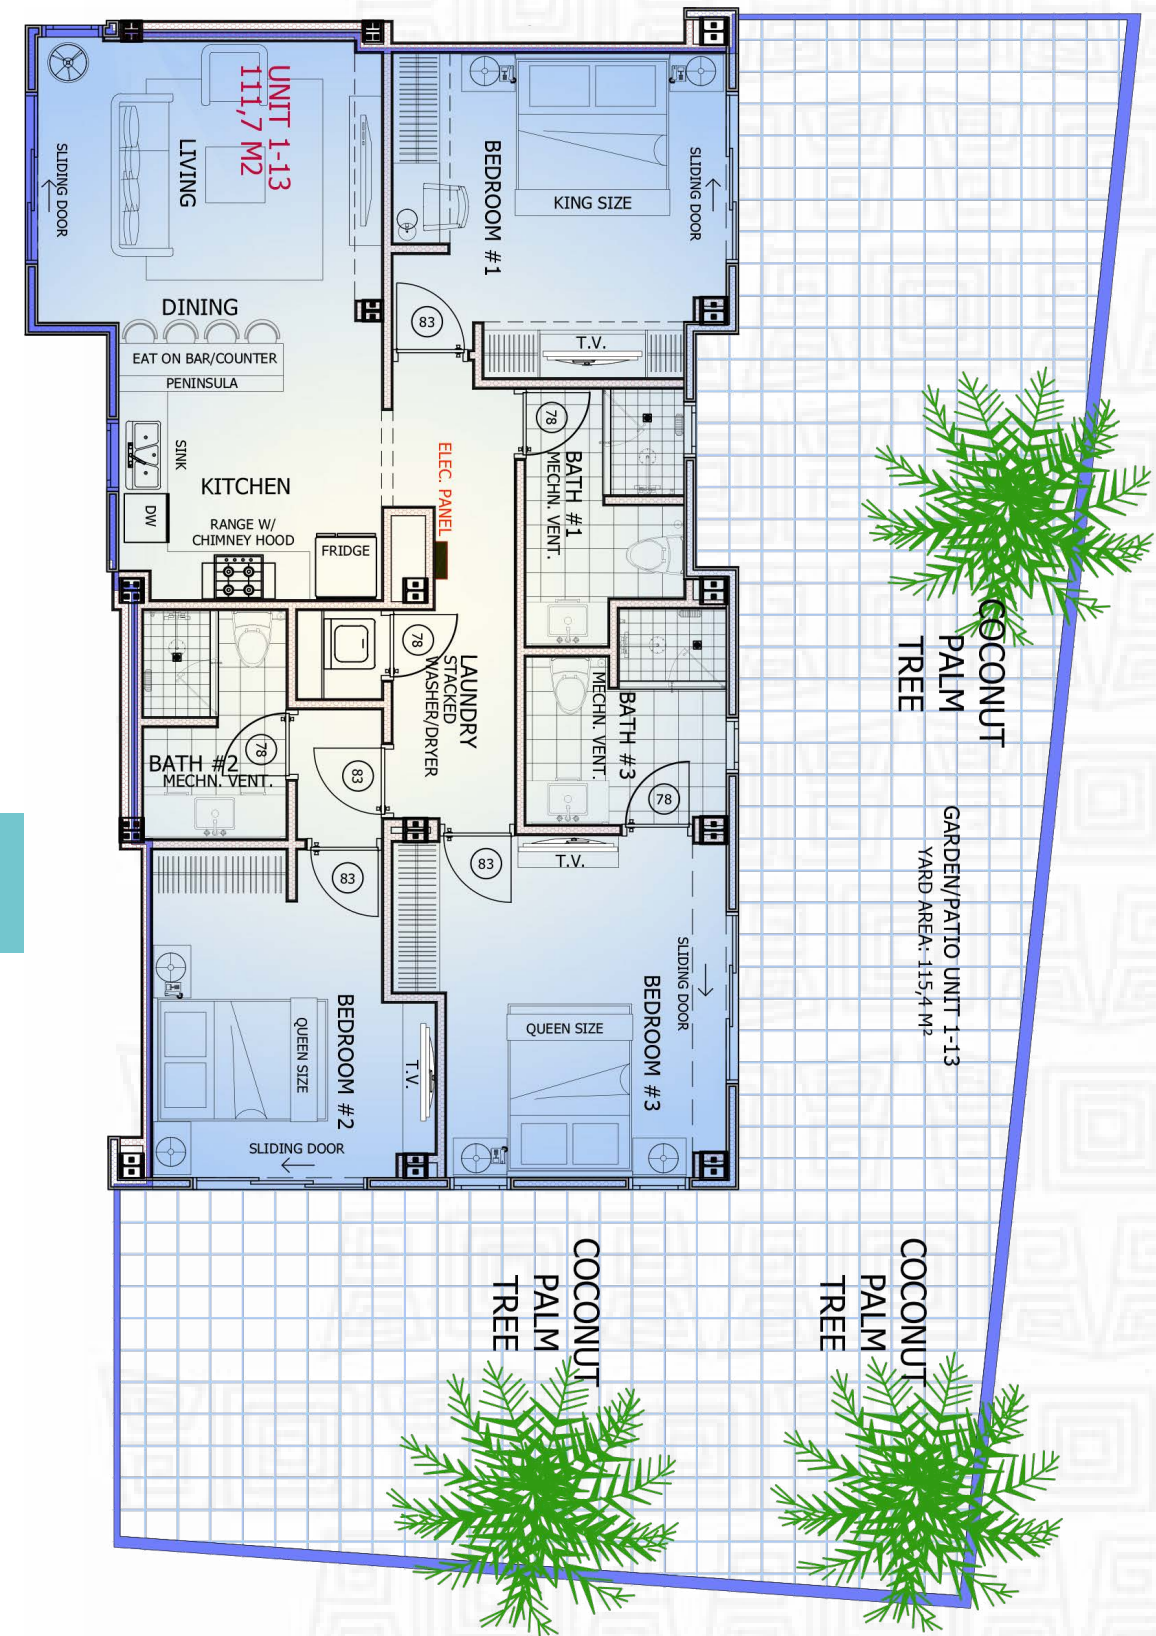 UNIT 1-13
111,7 M2
LIVING
SLIDING DOOR
DINING
EAT ON BAR/COUNTER
PENINSULA
SINK
KITCHEN
DW
RANGE W/
CHIMNEY HOOD
FRIDGE
ELEC. PANEL
BEDROOM #1
KING SIZE
SLIDING DOOR
T.V.
83
78
BATH #1
MECHN. VENT.
78
LAUNDRY
STACKED
WASHER/DRYER
BATH #2
MECHN. VENT.
78
83
BATH #3
MECHN. VENT.
78
83
83
T.V.
BEDROOM #2
QUEEN SIZE
T.V.
SLIDING DOOR
BEDROOM #3
QUEEN SIZE
SLIDING DOOR
COCONUT
PALM
TREE
GARDEN/PATIO UNIT 1-13
YARD AREA: 115,4 M²
COCONUT
PALM
TREE
COCONUT
PALM
TREE